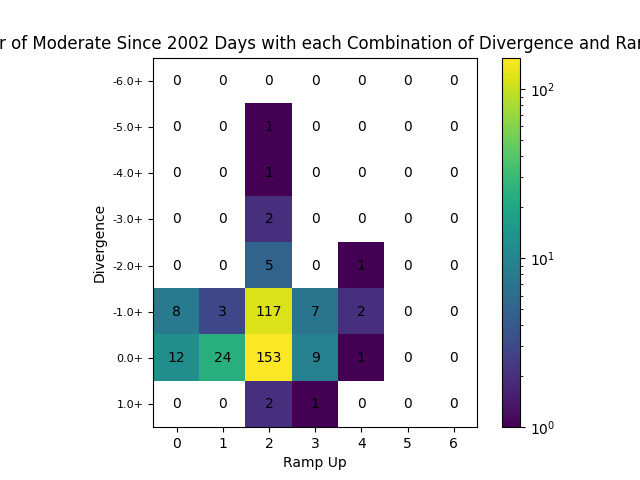 of Moderate Since 2002 Days with each Combination of Divergence and
-6.0+ 0 0 0 0 0 0 0
-5.0+ 0 0 1 0 0 0 0
-4.0+ 0 0 1 0 0 0 0
-3.0+ 0 0 2 0 0 0 0
-2.0+ 0 0 5 0 1 0 0
-1.0+ 8 3 117 7 2 0 0
0.0+ 12 24 153 9 1 0 0
1.0+ 0 0 2 1 0 0 0
0 1 2 3 4 5 6
Ramp Up
Divergence
10²
10¹
10⁰